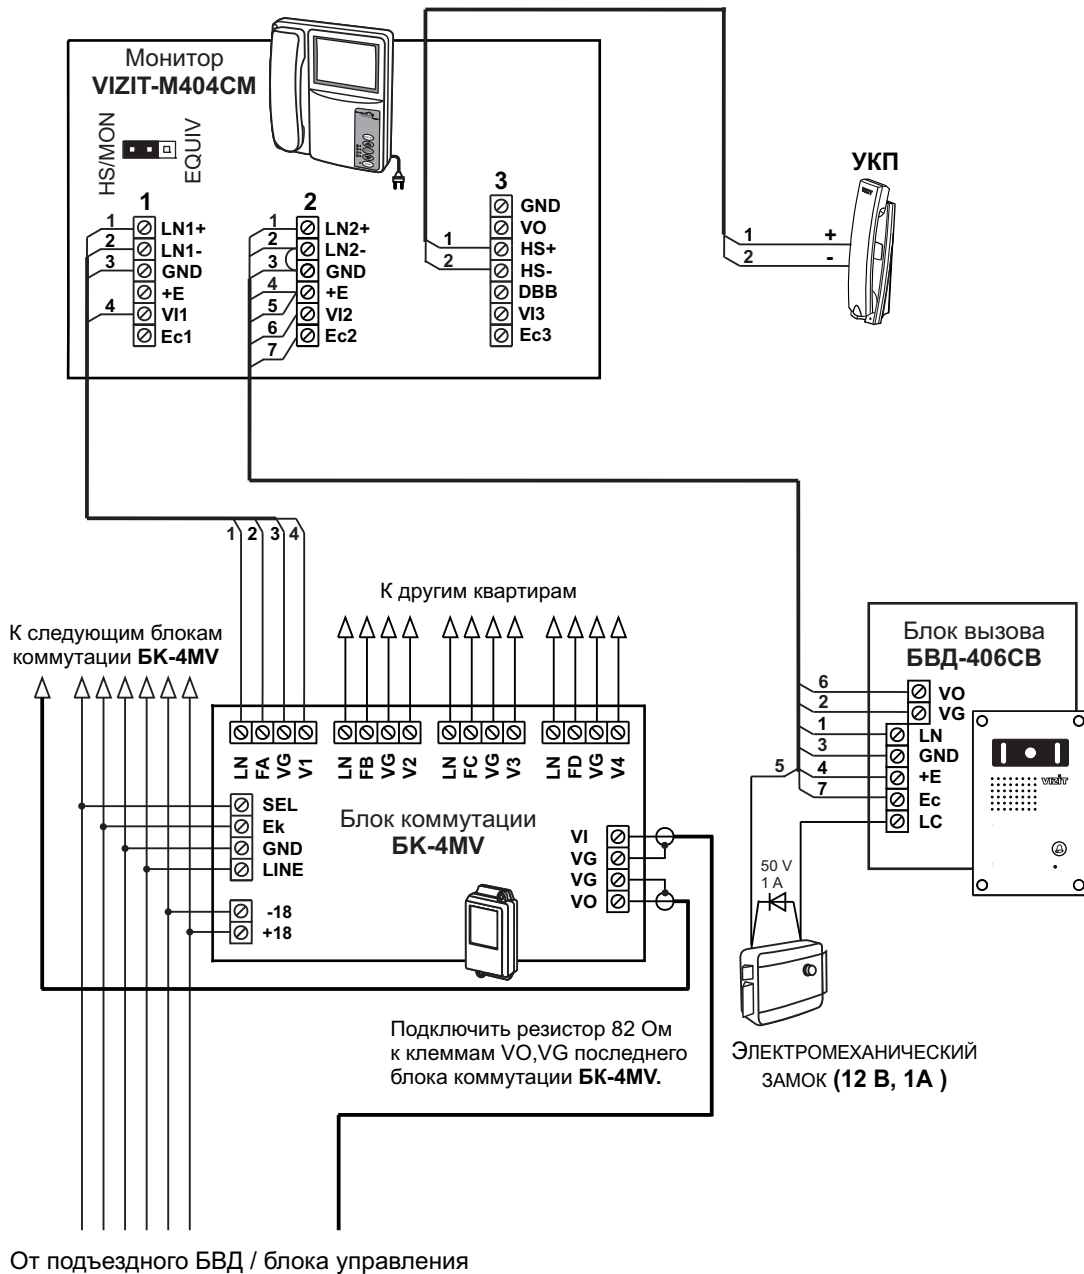 Монитор
VIZIT-M404CM
HS/MON
EQUIV
1
1 LN1+
2 LN1-
3 GND
+E
4 VI1
Ec1
2
1 LN2+
2 LN2-
3 GND
4 +E
5
6 VI2
7 Ec2
3
GND
VO
1 HS+
2 HS-
DBB
VI3
Ec3
УКП
1 +
2 -
1 2 3 4
К другим квартирам
К следующим блокам
коммутации БК-4MV
LN FA VG V1
LN FB VG V2
LN FC VG V3
LN FD VG V4
SEL
Ek
GND
LINE
-18
+18
Блок коммутации
БК-4MV
VI
VG
VG
VO
Блок вызова
БВД-406CB
6 VO
2 VG
1 LN
3 GND
5 4 +E
7 Ec
LC
VIZIT
50 V
1 A
Подключить резистор 82 Ом
к клеммам VO,VG последнего
блока коммутации БК-4MV.
ЭЛЕКТРОМЕХАНИЧЕСКИЙ
ЗАМОК (12 В, 1А )
От подъездного БВД / блока управления